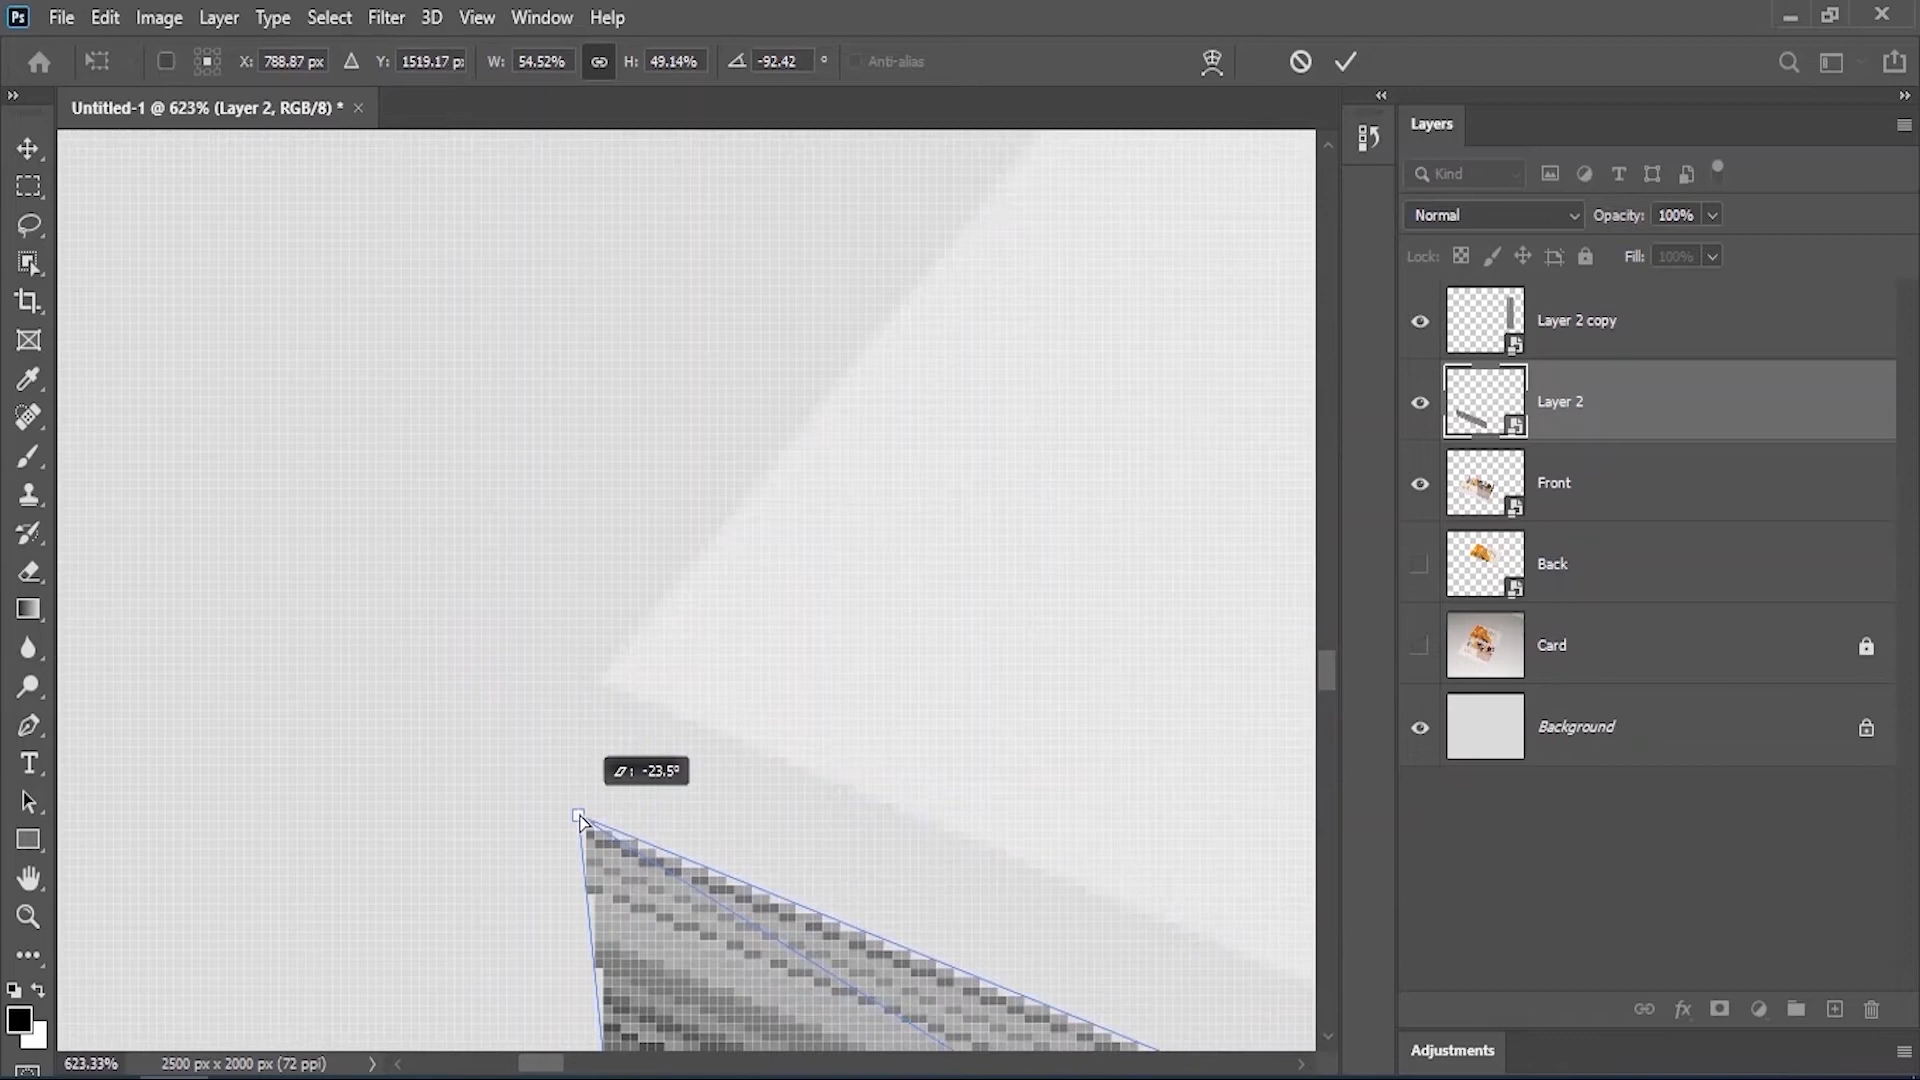 Ps File Edit Image Layer Type Select Filter 3D View Window Help
X: 788.87 px Y: 1519.17 px W: 54.52% H: 49.14% -92.42 ° Anti-alias
Untitled-1 @ 623% (Layer 2, RGB/8) * ×
Layers
Kind
Normal Opacity: 100%
Lock: Fill: 100%
Layer 2 copy
Layer 2
Front
Back
Card
Background
-23.5°
623.33% 2500 px x 2000 px (72 ppi)
Adjustments